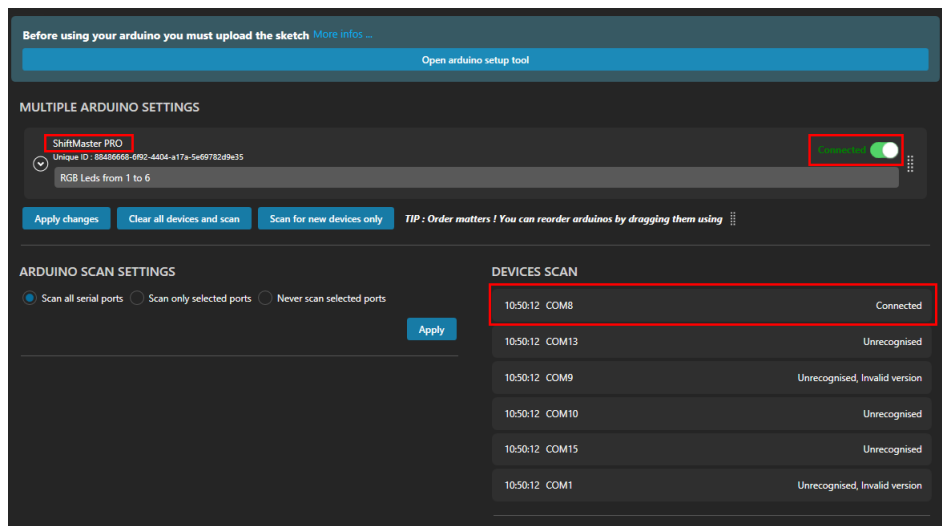 Before using your arduino you must upload the sketch More infos ...
Open arduino setup tool
MULTIPLE ARDUINO SETTINGS
ShiftMaster PRO
Connected
Unique ID : 88486668-6f92-4404-a17a-5e69782d9e35
RGB Leds from 1 to 6
Apply changes Clear all devices and scan Scan for new devices only TIP : Order matters ! You can reorder arduinos by dragging them using
ARDUINO SCAN SETTINGS
Scan all serial ports Scan only selected ports Never scan selected ports
Apply
DEVICES SCAN
10:50:12 COM8 Connected
10:50:12 COM13 Unrecognised
10:50:12 COM9 Unrecognised, Invalid version
10:50:12 COM10 Unrecognised
10:50:12 COM15 Unrecognised
10:50:12 COM1 Unrecognised, Invalid version